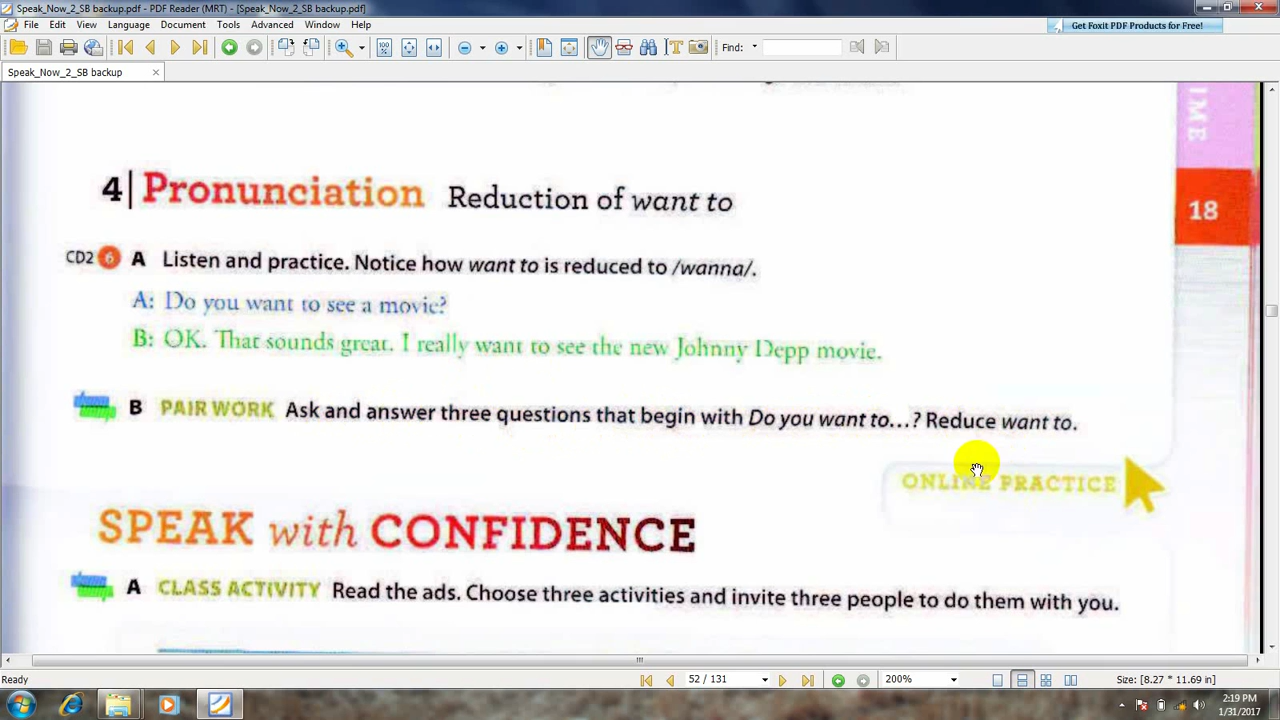 Speak_Now_2_SB backup.pdf - PDF Reader (MRT) - [Speak_Now_2_SB backup.pdf]
File Edit View Language Document Tools Advanced Window Help
Get Foxit PDF Products for Free!
Find:
Speak_Now_2_SB backup
IME
18
4 Pronunciation Reduction of want to
CD2 6 A Listen and practice. Notice how want to is reduced to /wanna/.
A: Do you want to see a movie?
B: OK. That sounds great. I really want to see the new Johnny Depp movie.
B PAIR WORK Ask and answer three questions that begin with Do you want to...? Reduce want to.
ONLINE PRACTICE
SPEAK with CONFIDENCE
A CLASS ACTIVITY Read the ads. Choose three activities and invite three people to do them with you.
Ready
52 / 131
200%
Size: [8.27 * 11.69 in]
2:19 PM
1/31/2017